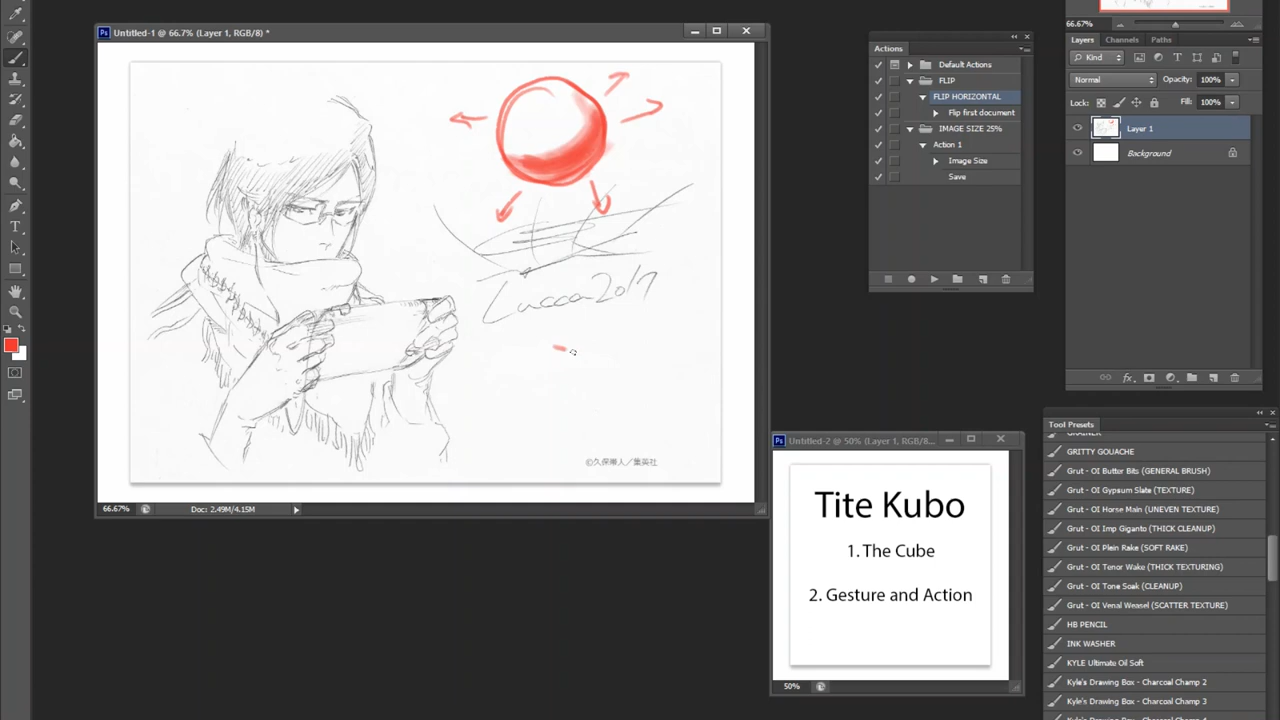 66.67%
Untitled-1 @ 66.7% (Layer 1, RGB/8) *
Actions
Default Actions
FLIP
FLIP HORIZONTAL
Flip first document
IMAGE SIZE 25%
Action 1
Image Size
Save
Layers Channels Paths
Kind
Normal Opacity: 100%
Lock: Fill: 100%
Layer 1
Background
Lucca 2017
©久保帯人/集英社
66.67% Doc: 2.49M/4.15M
Untitled-2 @ 50% (Layer 1, RGB/8...
Tite Kubo
1. The Cube
2. Gesture and Action
50%
Tool Presets
GRAINER
GRITTY GOUACHE
Grut - OI Butter Bits (GENERAL BRUSH)
Grut - OI Gypsum Slate (TEXTURE)
Grut - OI Horse Main (UNEVEN TEXTURE)
Grut - OI Imp Giganto (THICK CLEANUP)
Grut - OI Plein Rake (SOFT RAKE)
Grut - OI Tenor Wake (THICK TEXTURING)
Grut - OI Tone Soak (CLEANUP)
Grut - OI Venal Weasel (SCATTER TEXTURE)
HB PENCIL
INK WASHER
KYLE Ultimate Oil Soft
Kyle's Drawing Box - Charcoal Champ 2
Kyle's Drawing Box - Charcoal Champ 3